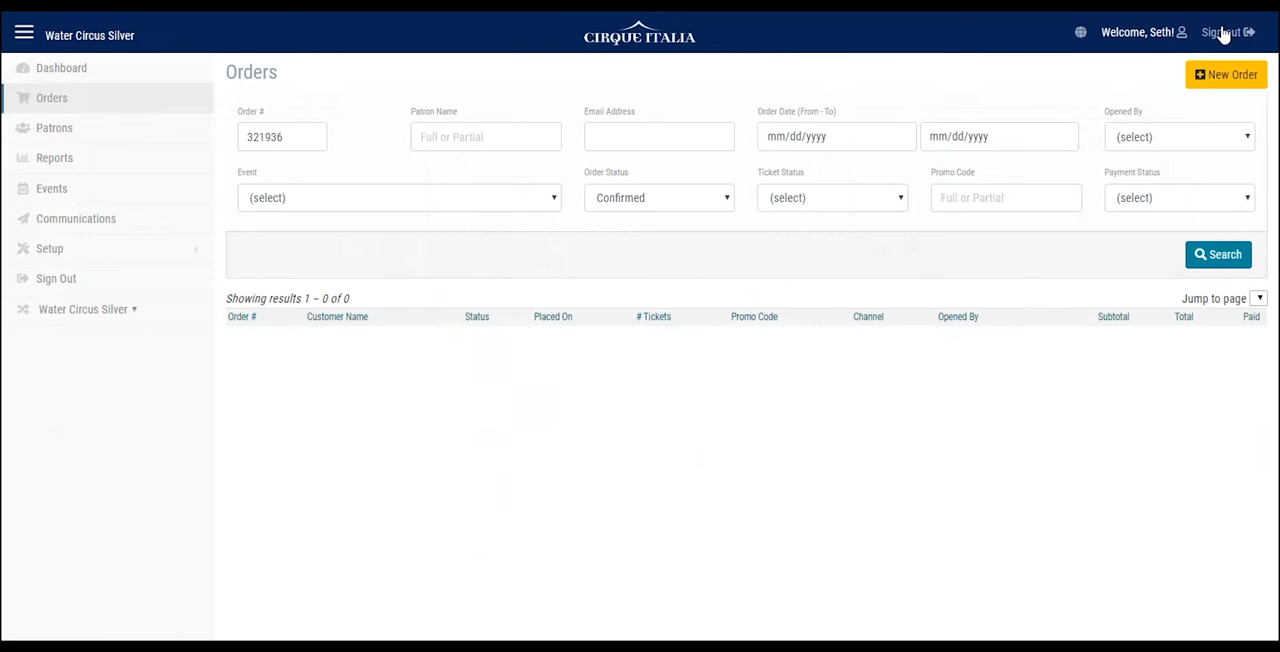 Water Circus Silver
CIRQUE ITALIA
Welcome, Seth!
Sign out
Dashboard
Orders
Patrons
Reports
Events
Communications
Setup
Sign Out
Water Circus Silver
Orders
New Order
Order # Patron Name Email Address Order Date (From - To) Opened By
321936 Full or Partial mm/dd/yyyy mm/dd/yyyy (select)
Event Order Status Ticket Status Promo Code Payment Status
(select) Confirmed (select) Full or Partial (select)
Search
Showing results 1 – 0 of 0 Jump to page
Order # Customer Name Status Placed On # Tickets Promo Code Channel Opened By Subtotal Total Paid